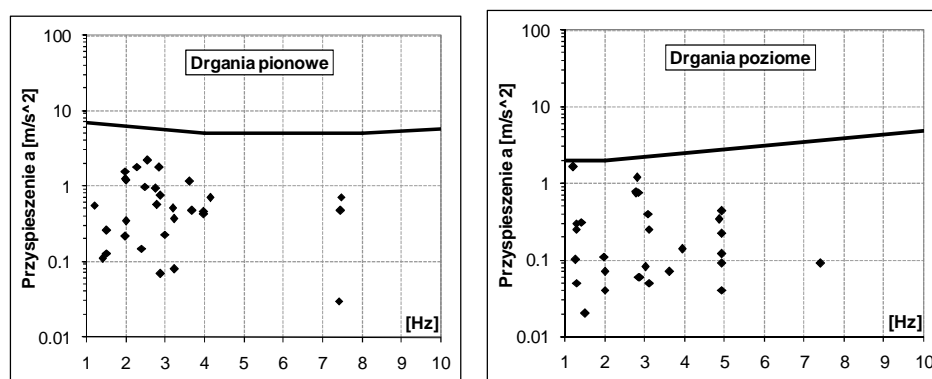 Drgania pionowe
Przyspieszenie a [m/s^2]
100
10
1
0.1
0.01
[Hz]
1 2 3 4 5 6 7 8 9 10
Drgania poziome
Przyspieszenie a [m/s^2]
100
10
1
0.1
0.01
[Hz]
1 2 3 4 5 6 7 8 9 10